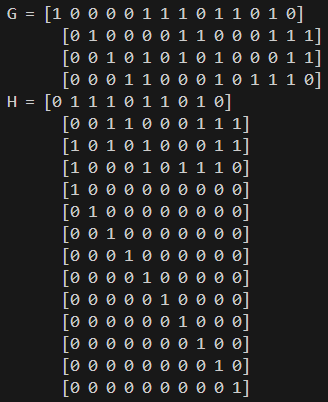 G = [1 0 0 0 0 1 1 1 0 1 1 0 1 0]
[0 1 0 0 0 0 1 1 0 0 0 1 1 1]
[0 0 1 0 1 0 1 0 1 0 0 0 1 1]
[0 0 0 1 1 0 0 0 1 0 1 1 1 0]
H = [0 1 1 1 0 1 1 0 1 0]
[0 0 1 1 0 0 0 1 1 1]
[1 0 1 0 1 0 0 0 1 1]
[1 0 0 0 1 0 1 1 1 0]
[1 0 0 0 0 0 0 0 0 0]
[0 1 0 0 0 0 0 0 0 0]
[0 0 1 0 0 0 0 0 0 0]
[0 0 0 1 0 0 0 0 0 0]
[0 0 0 0 1 0 0 0 0 0]
[0 0 0 0 0 1 0 0 0 0]
[0 0 0 0 0 0 1 0 0 0]
[0 0 0 0 0 0 0 1 0 0]
[0 0 0 0 0 0 0 0 1 0]
[0 0 0 0 0 0 0 0 0 1]